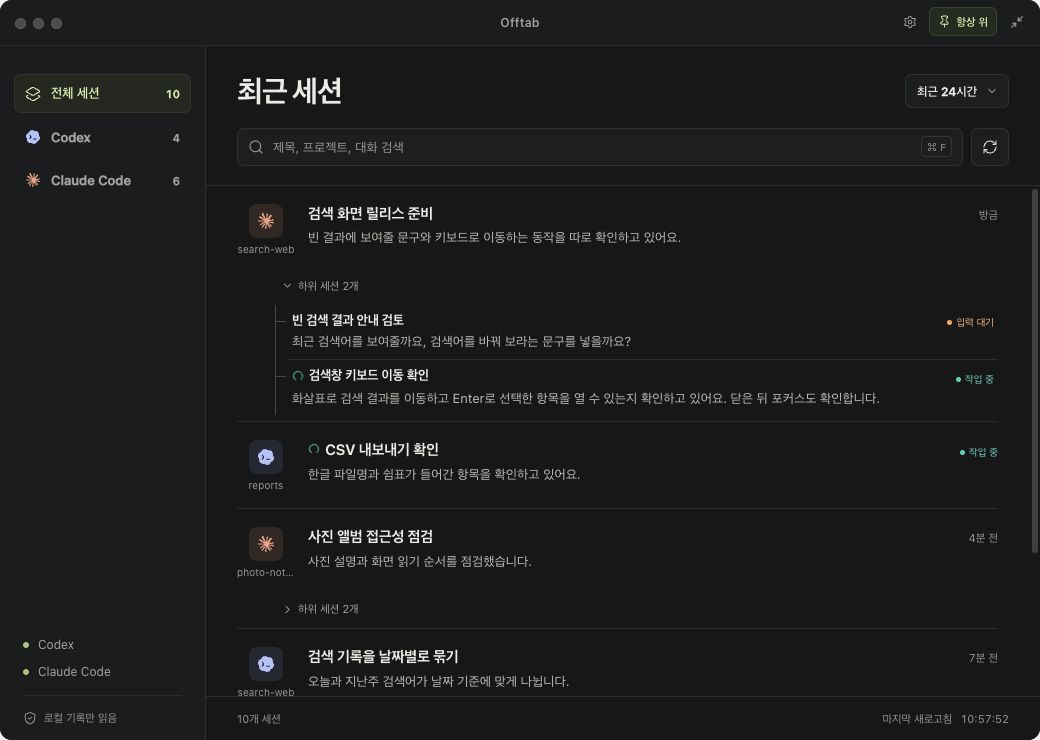 Offtab
항상 위
전체 세션 10
Codex 4
Claude Code 6
최근 세션
최근 24시간
제목, 프로젝트, 대화 검색
⌘ F
검색 화면 릴리스 준비
방금
빈 결과에 보여줄 문구와 키보드로 이동하는 동작을 따로 확인하고 있어요.
search-web
하위 세션 2개
빈 검색 결과 안내 검토
입력 대기
최근 검색어를 보여줄까요, 검색어를 바꿔 보라는 문구를 넣을까요?
검색창 키보드 이동 확인
작업 중
화살표로 검색 결과를 이동하고 Enter로 선택한 항목을 열 수 있는지 확인하고 있어요. 닫은 뒤 포커스도 확인합니다.
CSV 내보내기 확인
작업 중
한글 파일명과 쉼표가 들어간 항목을 확인하고 있어요.
reports
사진 앨범 접근성 점검
4분 전
사진 설명과 화면 읽기 순서를 점검했습니다.
photo-not...
하위 세션 2개
검색 기록을 날짜별로 묶기
7분 전
오늘과 지난주 검색어가 날짜 기준에 맞게 나뉩니다.
search-web
Codex
Claude Code
로컬 기록만 읽음
10개 세션
마지막 새로고침 10:57:52